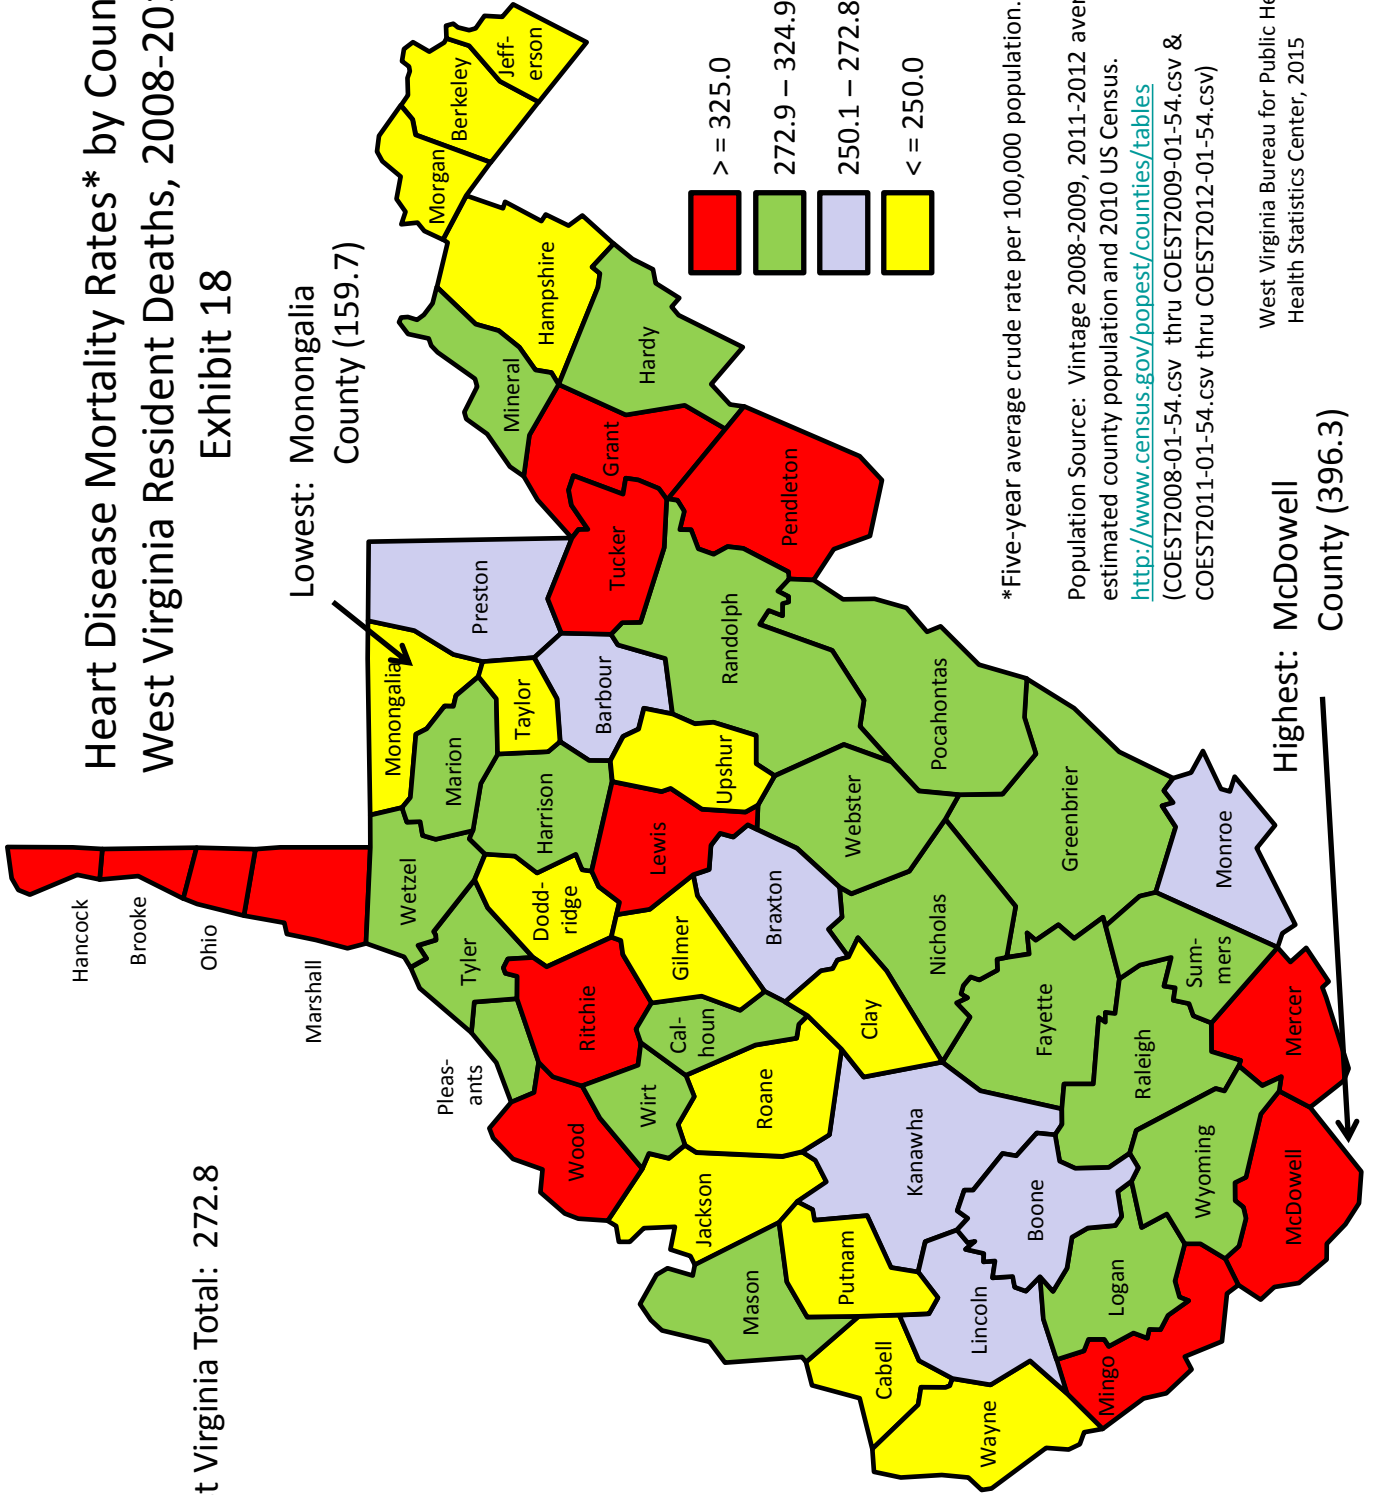 Heart Disease Mortality Rates* by Coun
West Virginia Resident Deaths, 2008-20
Exhibit 18
t Virginia Total: 272.8
Lowest: Monongalia
County (159.7)
Hancock
Brooke
Ohio
Marshall
Wetzel
Monongalia
Marion
Preston
Taylor
Tyler
Pleas-
ants
Dodd-
ridge
Harrison
Barbour
Tucker
Grant
Mineral
Hampshire
Morgan
Berkeley
Jeff-
erson
Hardy
Pendleton
Randolph
Upshur
Lewis
Gilmer
Ritchie
Wood
Wirt
Cal-
houn
Roane
Jackson
Mason
Putnam
Cabell
Wayne
Lincoln
Kanawha
Clay
Braxton
Webster
Pocahontas
Nicholas
Greenbrier
Fayette
Boone
Logan
Mingo
Wyoming
Raleigh
Sum-
mers
Monroe
Mercer
McDowell
> = 325.0
272.9 – 324.9
250.1 – 272.8
< = 250.0
*Five-year average crude rate per 100,000 population.
Population Source: Vintage 2008-2009, 2011-2012 aver
estimated county population and 2010 US Census.
http://www.census.gov/popest/counties/tables
(COEST2008-01-54.csv thru COEST2009-01-54.csv &
COEST2011-01-54.csv thru COEST2012-01-54.csv)
Highest: McDowell
County (396.3)
West Virginia Bureau for Public He
Health Statistics Center, 2015